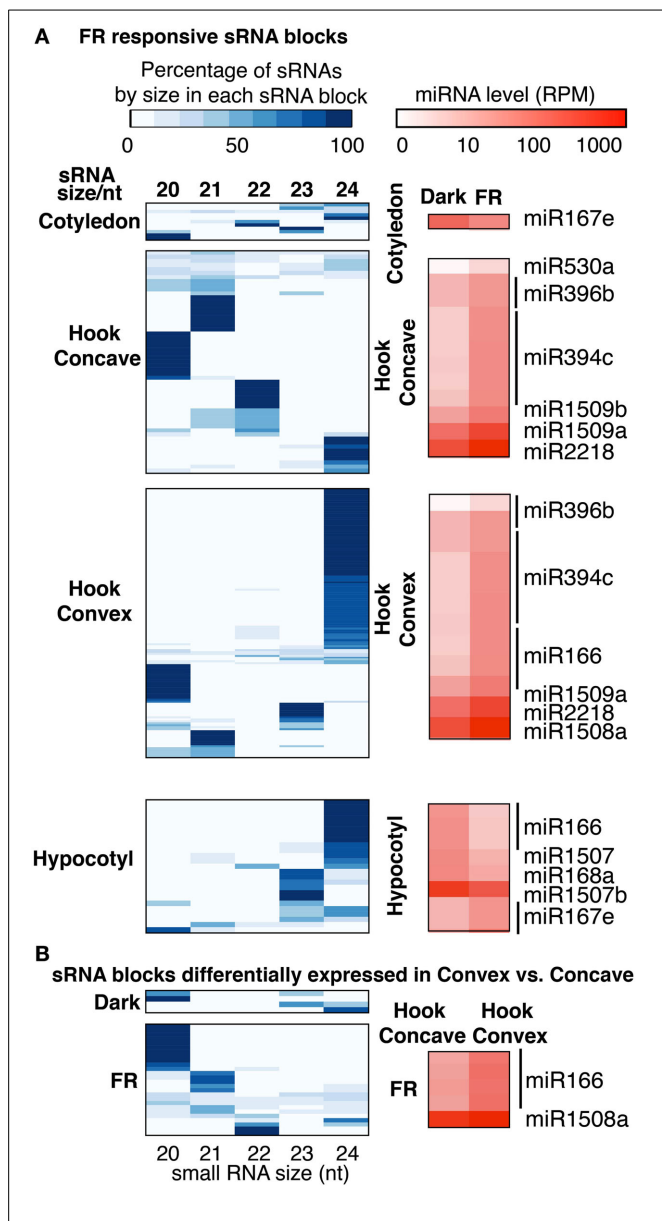 A FR responsive sRNA blocks
Percentage of sRNAs
by size in each sRNA block
0 50 100
miRNA level (RPM)
0 10 100 1000
sRNA
size/nt 20 21 22 23 24
Cotyledon
Cotyledon
Dark FR
miR167e
Hook
Concave
Hook
Concave
miR530a
miR396b
miR394c
miR1509b
miR1509a
miR2218
Hook
Convex
Hook
Convex
miR396b
miR394c
miR166
miR1509a
miR2218
miR1508a
Hypocotyl
Hypocotyl
miR166
miR1507
miR168a
miR1507b
miR167e
B
sRNA blocks differentially expressed in Convex vs. Concave
Dark
FR
20 21 22 23 24
small RNA size (nt)
Hook Hook
Concave Convex
FR
miR166
miR1508a